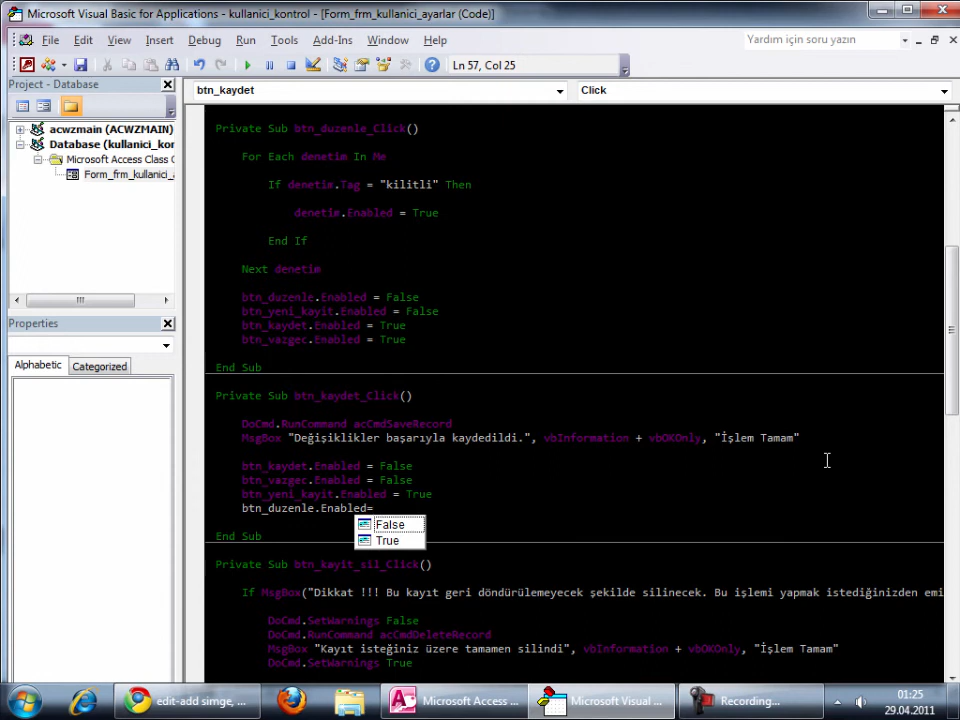 Microsoft Visual Basic for Applications - kullanici_kontrol - [Form_frm_kullanici_ayarlar (Code)]
File Edit View Insert Debug Run Tools Add-Ins Window Help
Yardım için soru yazın
Ln 57, Col 25
Project - Database
btn_kaydet
Click
acwzmain (ACWZMAIN)
Database (kullanici_kor
Microsoft Access Class O
Form_frm_kullanici_a
Properties
Alphabetic Categorized
Private Sub btn_duzenle_Click()
For Each denetim In Me
If denetim.Tag = "kilitli" Then
denetim.Enabled = True
End If
Next denetim
btn_duzenle.Enabled = False
btn_yeni_kayit.Enabled = False
btn_kaydet.Enabled = True
btn_vazgec.Enabled = True
End Sub
Private Sub btn_kaydet_Click()
DoCmd.RunCommand acCmdSaveRecord
MsgBox "Değişiklikler başarıyla kaydedildi.", vbInformation + vbOKOnly, "İşlem Tamam"
btn_kaydet.Enabled = False
btn_vazgec.Enabled = False
btn_yeni_kayit.Enabled = True
btn_duzenle.Enabled=
False
True
End Sub
Private Sub btn_kayit_sil_Click()
If MsgBox("Dikkat !!! Bu kayıt geri döndürülemeyecek şekilde silinecek. Bu işlemi yapmak istediğinizden emi
DoCmd.SetWarnings False
DoCmd.RunCommand acCmdDeleteRecord
MsgBox "Kayıt isteğiniz üzere tamamen silindi", vbInformation + vbOKOnly, "İşlem Tamam"
DoCmd.SetWarnings True
edit-add simge, ...
Microsoft Access ...
Microsoft Visual ...
Recording...
01:25
29.04.2011